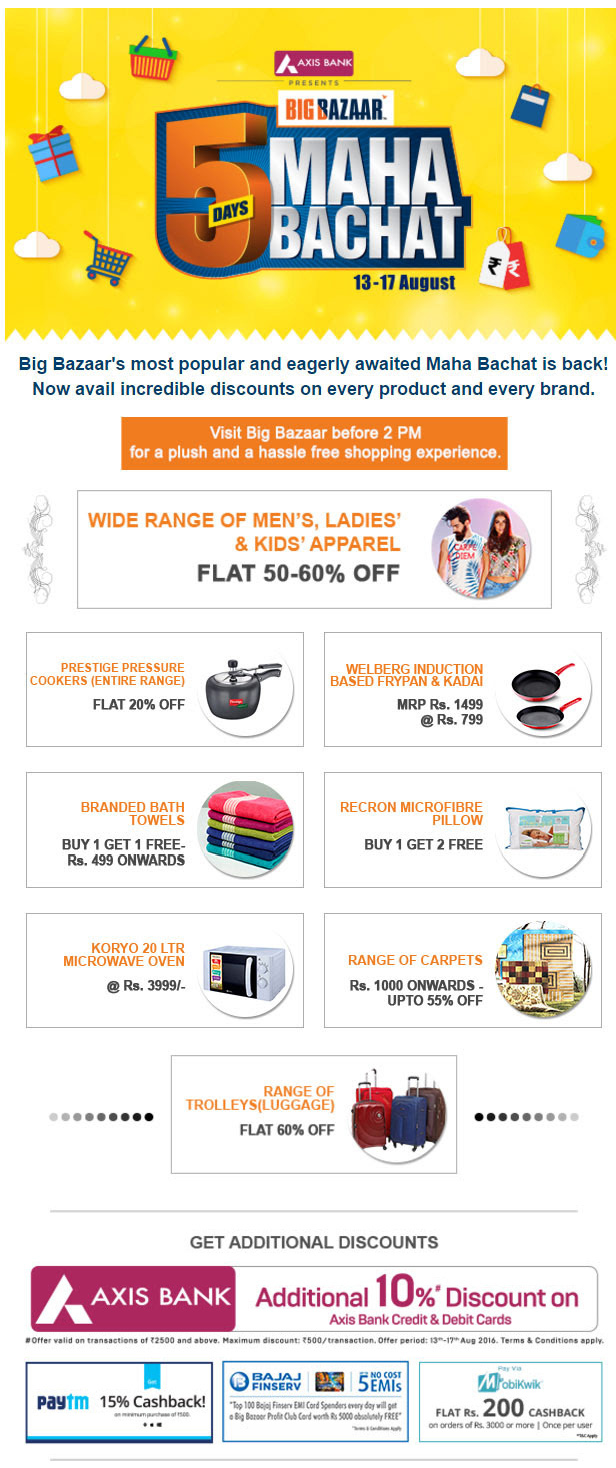 AXIS BANK
PRESENTS
BIG BAZAAR
5 DAYS
MAHA
BACHAT
13-17 August
₹ ₹
Big Bazaar's most popular and eagerly awaited Maha Bachat is back!
Now avail incredible discounts on every product and every brand.
Visit Big Bazaar before 2 PM
for a plush and a hassle free shopping experience.
WIDE RANGE OF MEN'S, LADIES'
& KIDS' APPAREL
FLAT 50-60% OFF
CARPE
DIEM
PRESTIGE PRESSURE
COOKERS (ENTIRE RANGE)
FLAT 20% OFF
WELBERG INDUCTION
BASED FRYPAN & KADAI
MRP Rs. 1499
@ Rs. 799
BRANDED BATH
TOWELS
BUY 1 GET 1 FREE-
Rs. 499 ONWARDS
RECRON MICROFIBRE
PILLOW
BUY 1 GET 2 FREE
KORYO 20 LTR
MICROWAVE OVEN
@ Rs. 3999/-
RANGE OF CARPETS
Rs. 1000 ONWARDS -
UPTO 55% OFF
RANGE OF
TROLLEYS(LUGGAGE)
FLAT 60% OFF
GET ADDITIONAL DISCOUNTS
AXIS BANK
Additional 10%# Discount on
Axis Bank Credit & Debit Cards
#Offer valid on transactions of ₹2500 and above. Maximum discount: ₹500/transaction. Offer period: 13th-17th Aug 2016. Terms & Conditions apply.
Get
Paytm 15% Cashback!
on minimum purchase of ₹500.
BAJAJ
FINSERV
5 NO COST
EMIs
"Top 100 Bajaj Finserv EMI Card Spenders every day will get
a Big Bazaar Profit Club Card worth Rs 5000 absolutely FREE"
*Terms & Conditions Apply
Pay Via
MobiKwik
FLAT Rs. 200 CASHBACK
on orders of Rs. 3000 or more | Once per user
*T&C Apply